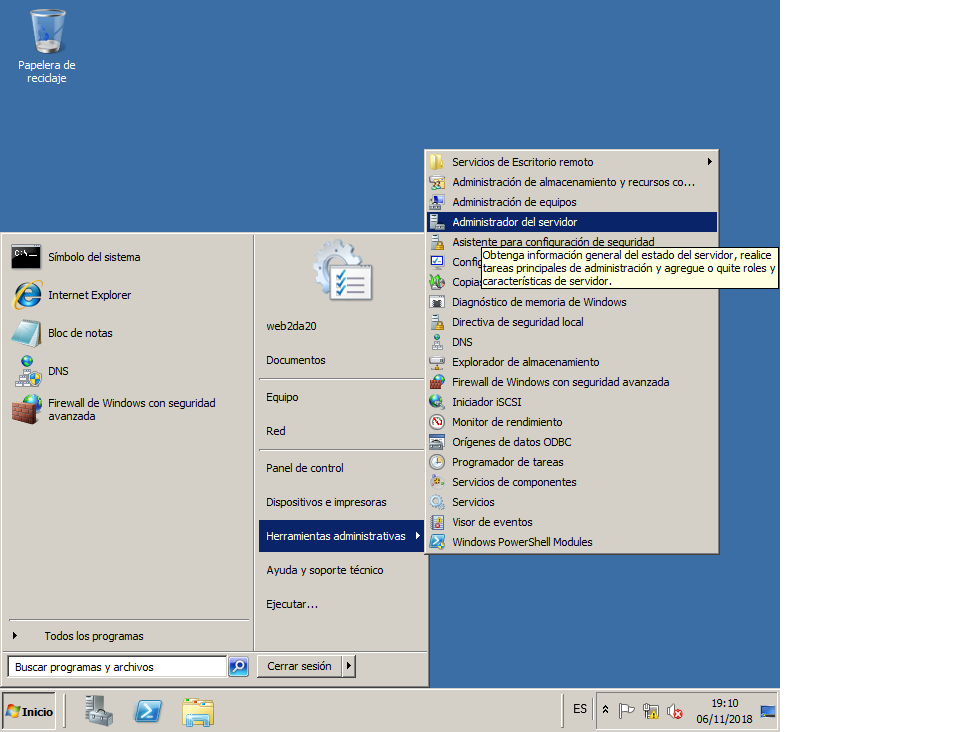 Papelera de
reciclaje
Servicios de Escritorio remoto
Administración de almacenamiento y recursos co...
Administración de equipos
Administrador del servidor
Asistente para configuración de seguridad
Obtenga información general del estado del servidor, realice
tareas principales de administración y agregue o quite roles y
características de servidor.
Diagnóstico de memoria de Windows
Directiva de seguridad local
DNS
Explorador de almacenamiento
Firewall de Windows con seguridad avanzada
Iniciador iSCSI
Monitor de rendimiento
Orígenes de datos ODBC
Programador de tareas
Servicios de componentes
Servicios
Visor de eventos
Windows PowerShell Modules
C:\
Símbolo del sistema
Internet Explorer
Bloc de notas
DNS
Firewall de Windows con seguridad
avanzada
Todos los programas
Buscar programas y archivos
web2da20
Documentos
Equipo
Red
Panel de control
Dispositivos e impresoras
Herramientas administrativas
Ayuda y soporte técnico
Ejecutar...
Cerrar sesión
Inicio
ES
19:10
06/11/2018